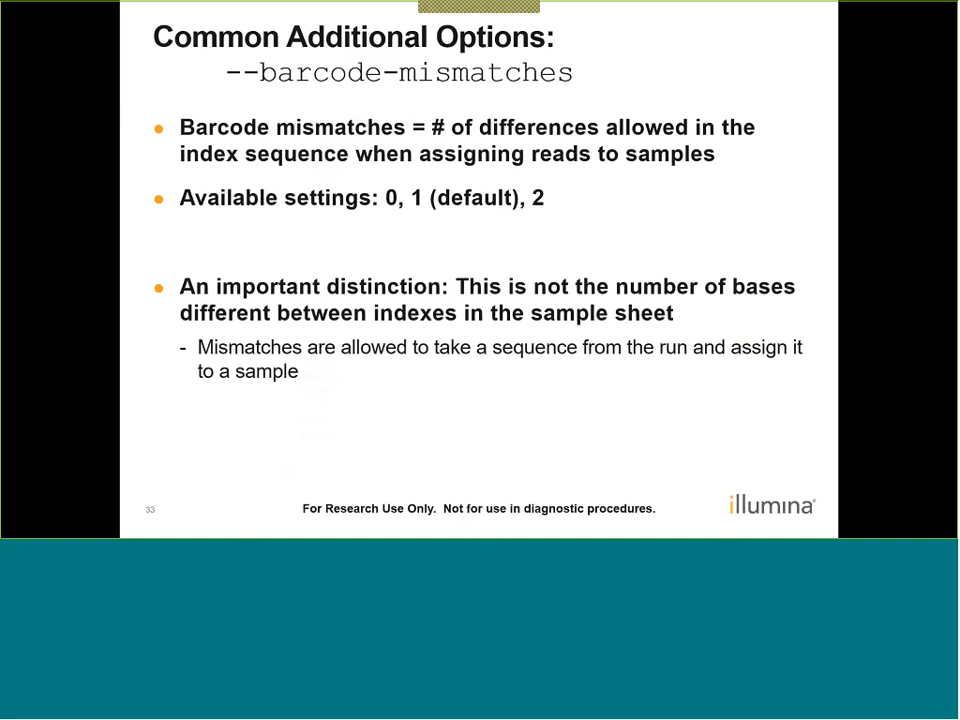 Common Additional Options:
--barcode-mismatches
● Barcode mismatches = # of differences allowed in the
index sequence when assigning reads to samples
● Available settings: 0, 1 (default), 2
● An important distinction: This is not the number of bases
different between indexes in the sample sheet
- Mismatches are allowed to take a sequence from the run and assign it
to a sample
33
For Research Use Only.  Not for use in diagnostic procedures.
illumina®